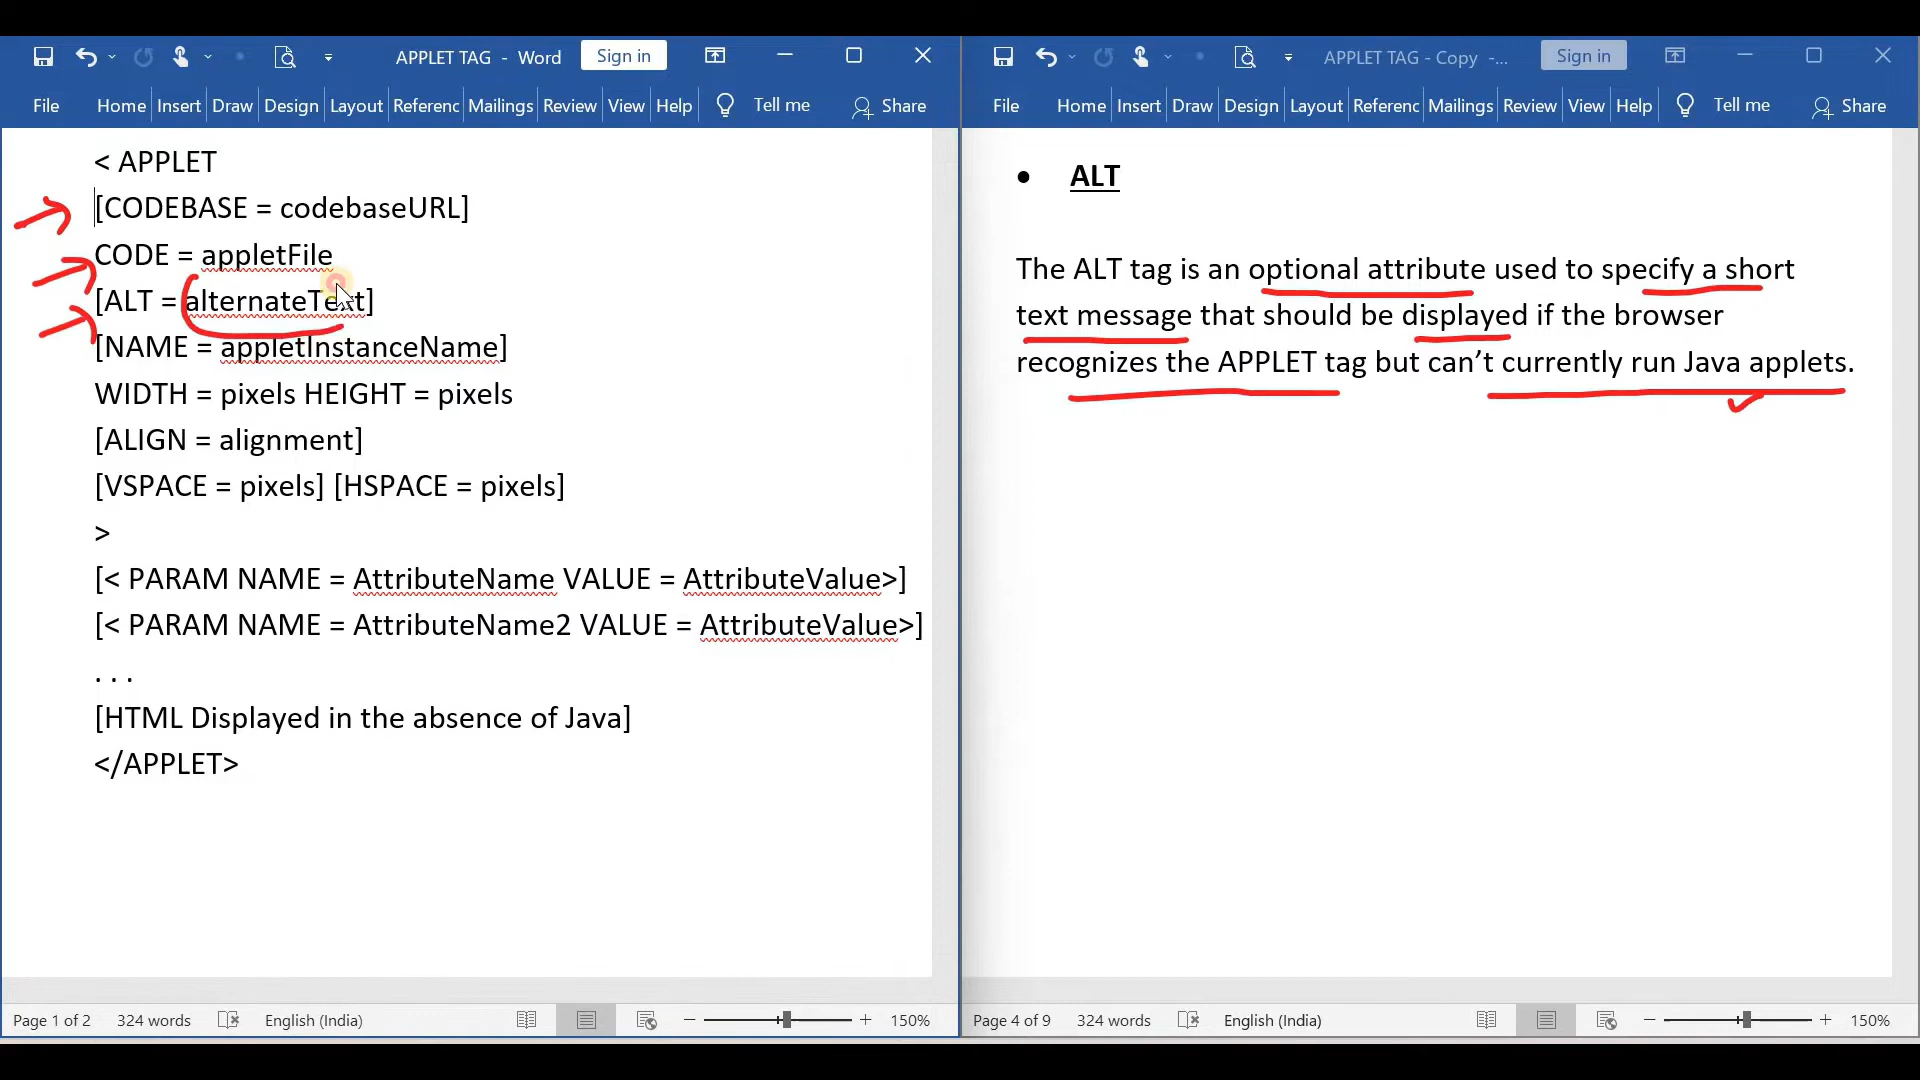 APPLET TAG - Word
Sign in
File Home Insert Draw Design Layout Referenc Mailings Review View Help Tell me Share
< APPLET
[CODEBASE = codebaseURL]
CODE = appletFile
[ALT = alternateText]
[NAME = appletInstanceName]
WIDTH = pixels HEIGHT = pixels
[ALIGN = alignment]
[VSPACE = pixels] [HSPACE = pixels]
>
[< PARAM NAME = AttributeName VALUE = AttributeValue>]
[< PARAM NAME = AttributeName2 VALUE = AttributeValue>]
. . .
[HTML Displayed in the absence of Java]
</APPLET>
Page 1 of 2 324 words English (India) 150%
APPLET TAG - Copy -...
Sign in
File Home Insert Draw Design Layout Referenc Mailings Review View Help Tell me Share
• ALT
The ALT tag is an optional attribute used to specify a short
text message that should be displayed if the browser
recognizes the APPLET tag but can’t currently run Java applets.
Page 4 of 9 324 words English (India) 150%